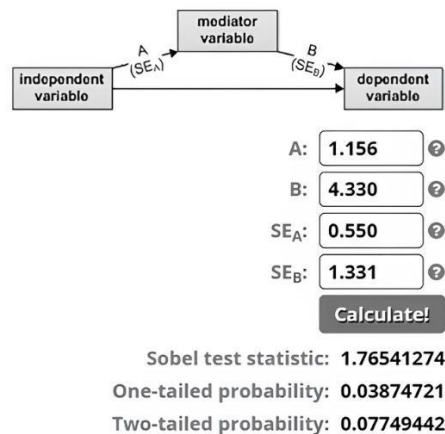 mediator
variable
A
(SEA)
B
(SEB)
independent
variable
dependent
variable
A: 1.156 ?
B: 4.330 ?
SEA: 0.550 ?
SEB: 1.331 ?
Calculate!
Sobel test statistic: 1.76541274
One-tailed probability: 0.03874721
Two-tailed probability: 0.07749442